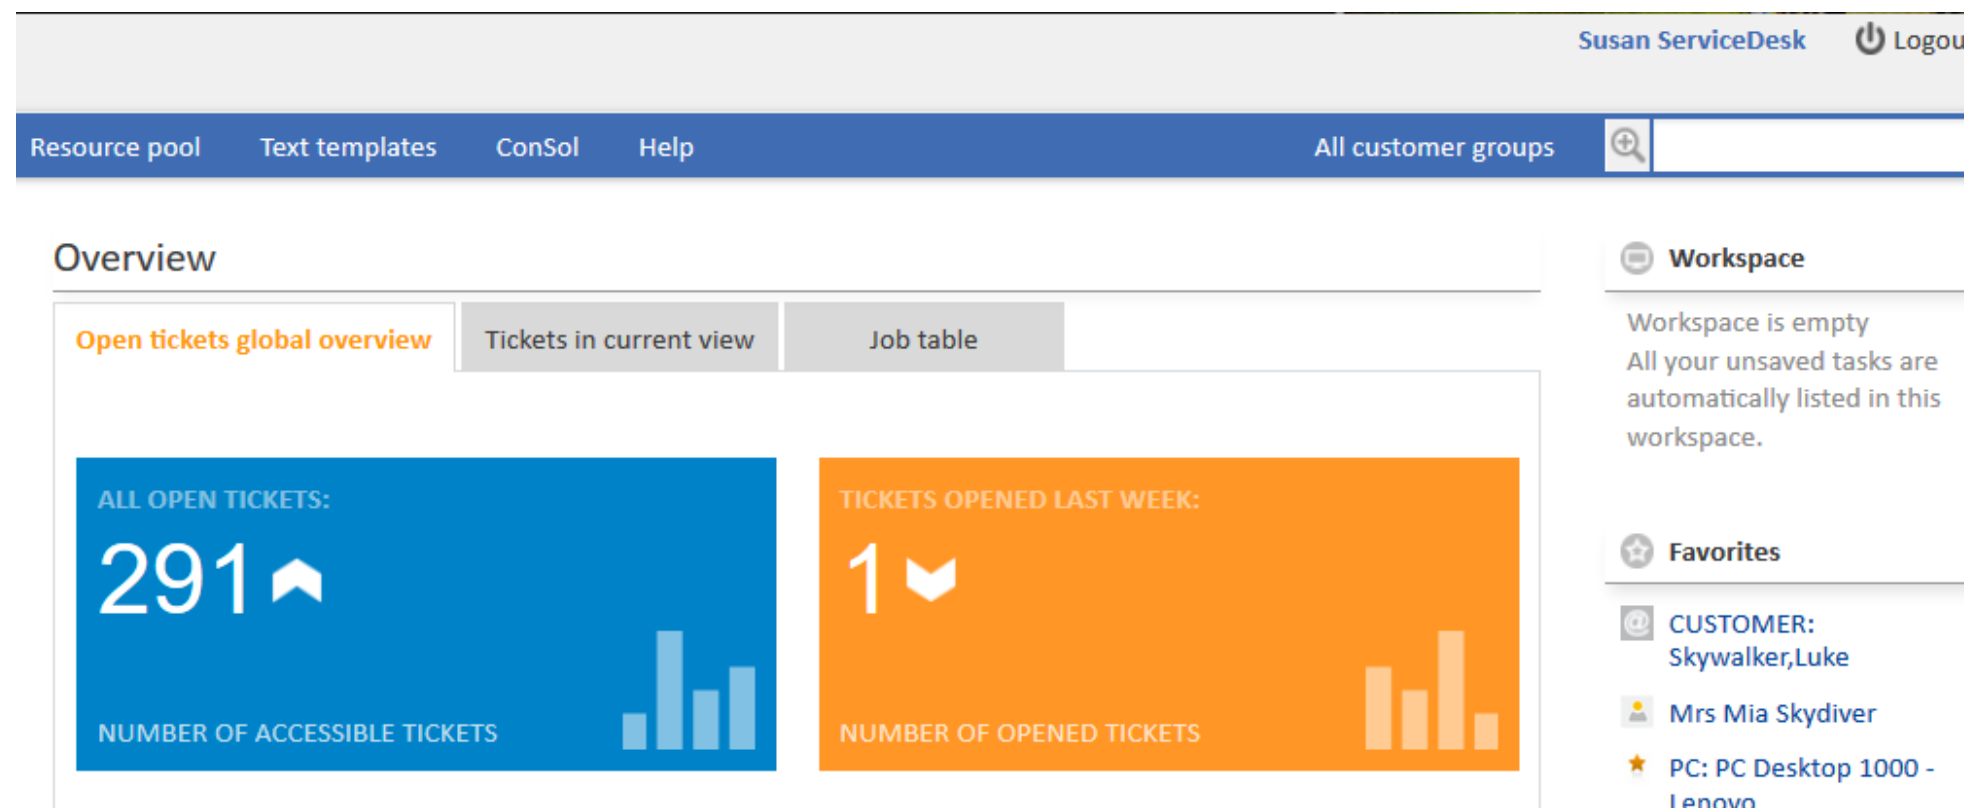 Susan ServiceDesk
Logou
Resource pool Text templates ConSol Help All customer groups
Overview
Open tickets global overview
Tickets in current view
Job table
ALL OPEN TICKETS:
291
NUMBER OF ACCESSIBLE TICKETS
TICKETS OPENED LAST WEEK:
1
NUMBER OF OPENED TICKETS
Workspace
Workspace is empty
All your unsaved tasks are
automatically listed in this
workspace.
Favorites
CUSTOMER:
Skywalker,Luke
Mrs Mia Skydiver
PC: PC Desktop 1000 -
Lenovo